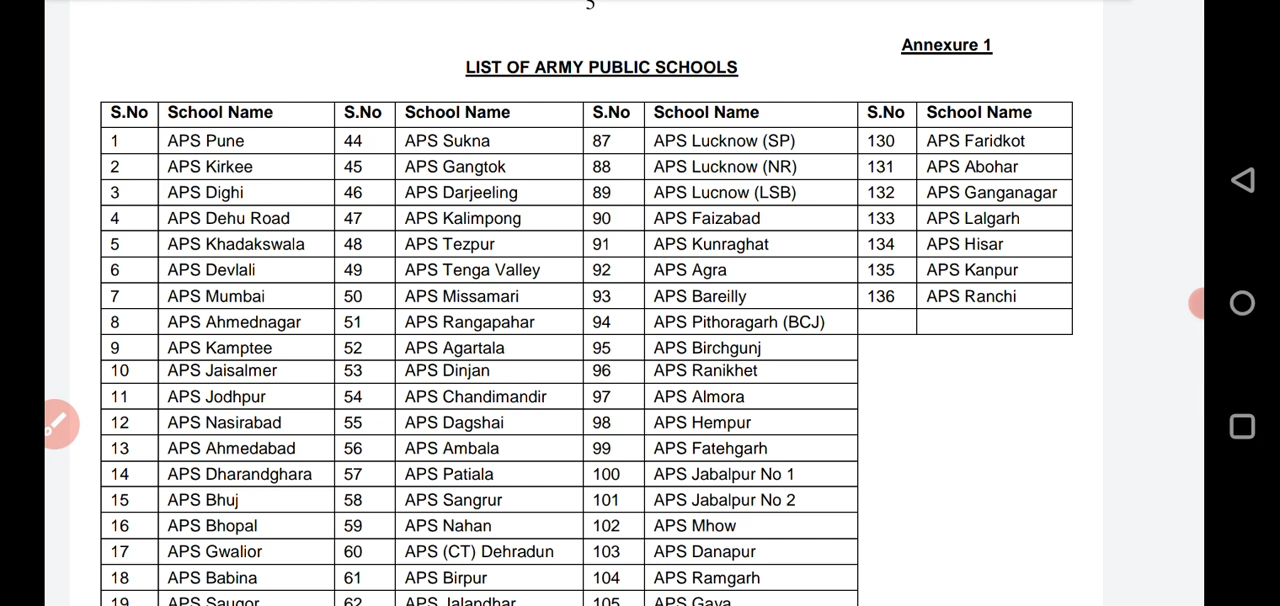 5
Annexure 1
LIST OF ARMY PUBLIC SCHOOLS
S.No School Name S.No School Name S.No School Name S.No School Name
1 APS Pune 44 APS Sukna 87 APS Lucknow (SP) 130 APS Faridkot
2 APS Kirkee 45 APS Gangtok 88 APS Lucknow (NR) 131 APS Abohar
3 APS Dighi 46 APS Darjeeling 89 APS Lucnow (LSB) 132 APS Ganganagar
4 APS Dehu Road 47 APS Kalimpong 90 APS Faizabad 133 APS Lalgarh
5 APS Khadakswala 48 APS Tezpur 91 APS Kunraghat 134 APS Hisar
6 APS Devlali 49 APS Tenga Valley 92 APS Agra 135 APS Kanpur
7 APS Mumbai 50 APS Missamari 93 APS Bareilly 136 APS Ranchi
8 APS Ahmednagar 51 APS Rangapahar 94 APS Pithoragarh (BCJ)
9 APS Kamptee 52 APS Agartala 95 APS Birchgunj
10 APS Jaisalmer 53 APS Dinjan 96 APS Ranikhet
11 APS Jodhpur 54 APS Chandimandir 97 APS Almora
12 APS Nasirabad 55 APS Dagshai 98 APS Hempur
13 APS Ahmedabad 56 APS Ambala 99 APS Fatehgarh
14 APS Dharandghara 57 APS Patiala 100 APS Jabalpur No 1
15 APS Bhuj 58 APS Sangrur 101 APS Jabalpur No 2
16 APS Bhopal 59 APS Nahan 102 APS Mhow
17 APS Gwalior 60 APS (CT) Dehradun 103 APS Danapur
18 APS Babina 61 APS Birpur 104 APS Ramgarh
19 APS Saugor 62 APS Jalandhar 105 APS Gaya